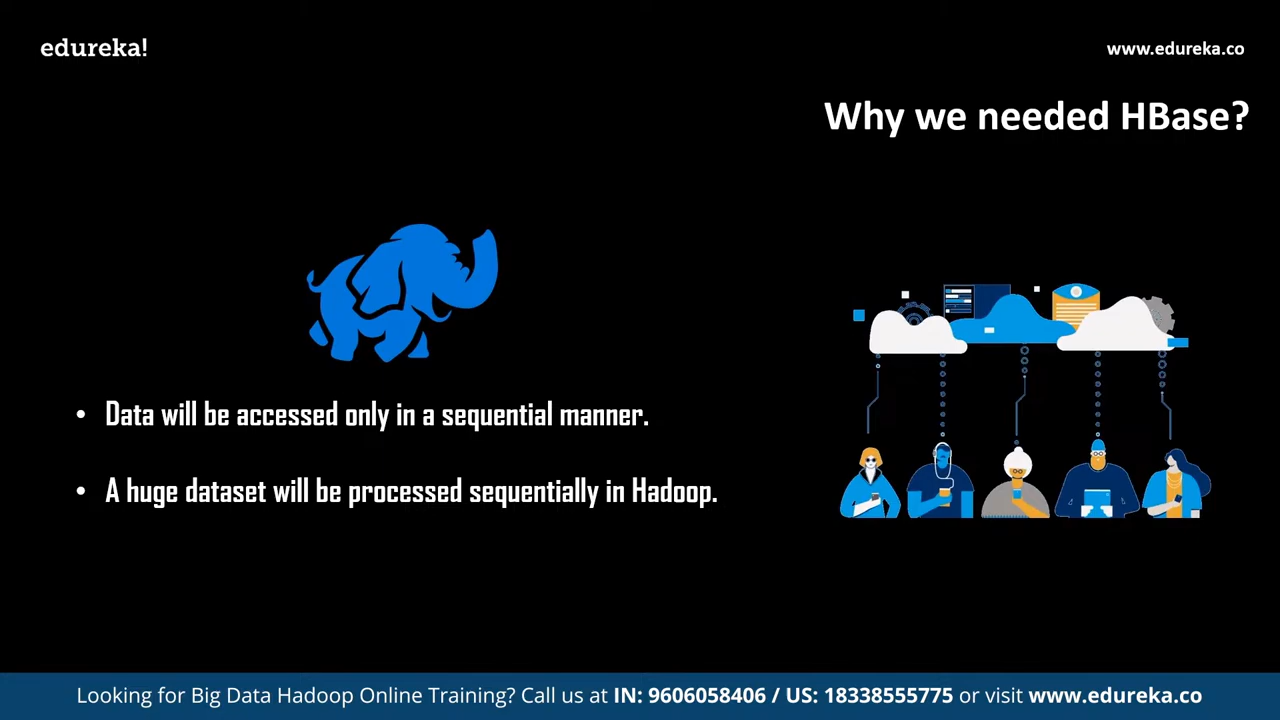 edureka!
www.edureka.co
Why we needed HBase?
• Data will be accessed only in a sequential manner.
• A huge dataset will be processed sequentially in Hadoop.
Looking for Big Data Hadoop Online Training? Call us at IN: 9606058406 / US: 18338555775 or visit www.edureka.co